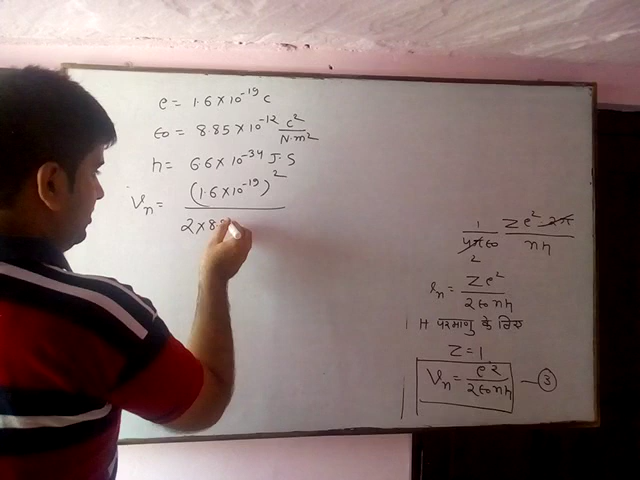 e = 1.6 × 10⁻¹⁹ C
ε0 = 8.85 × 10⁻¹² C²/N·m²
h = 6.6 × 10⁻³⁴ J·S
Vn = (1.6 × 10⁻¹⁹)²
2 × 8
1/4πε0 Ze² 2π/nh
2
= Ze²/2ε0nh
H परमाणु के लिए
Z = 1
Vn = e²/2ε0nh — ③